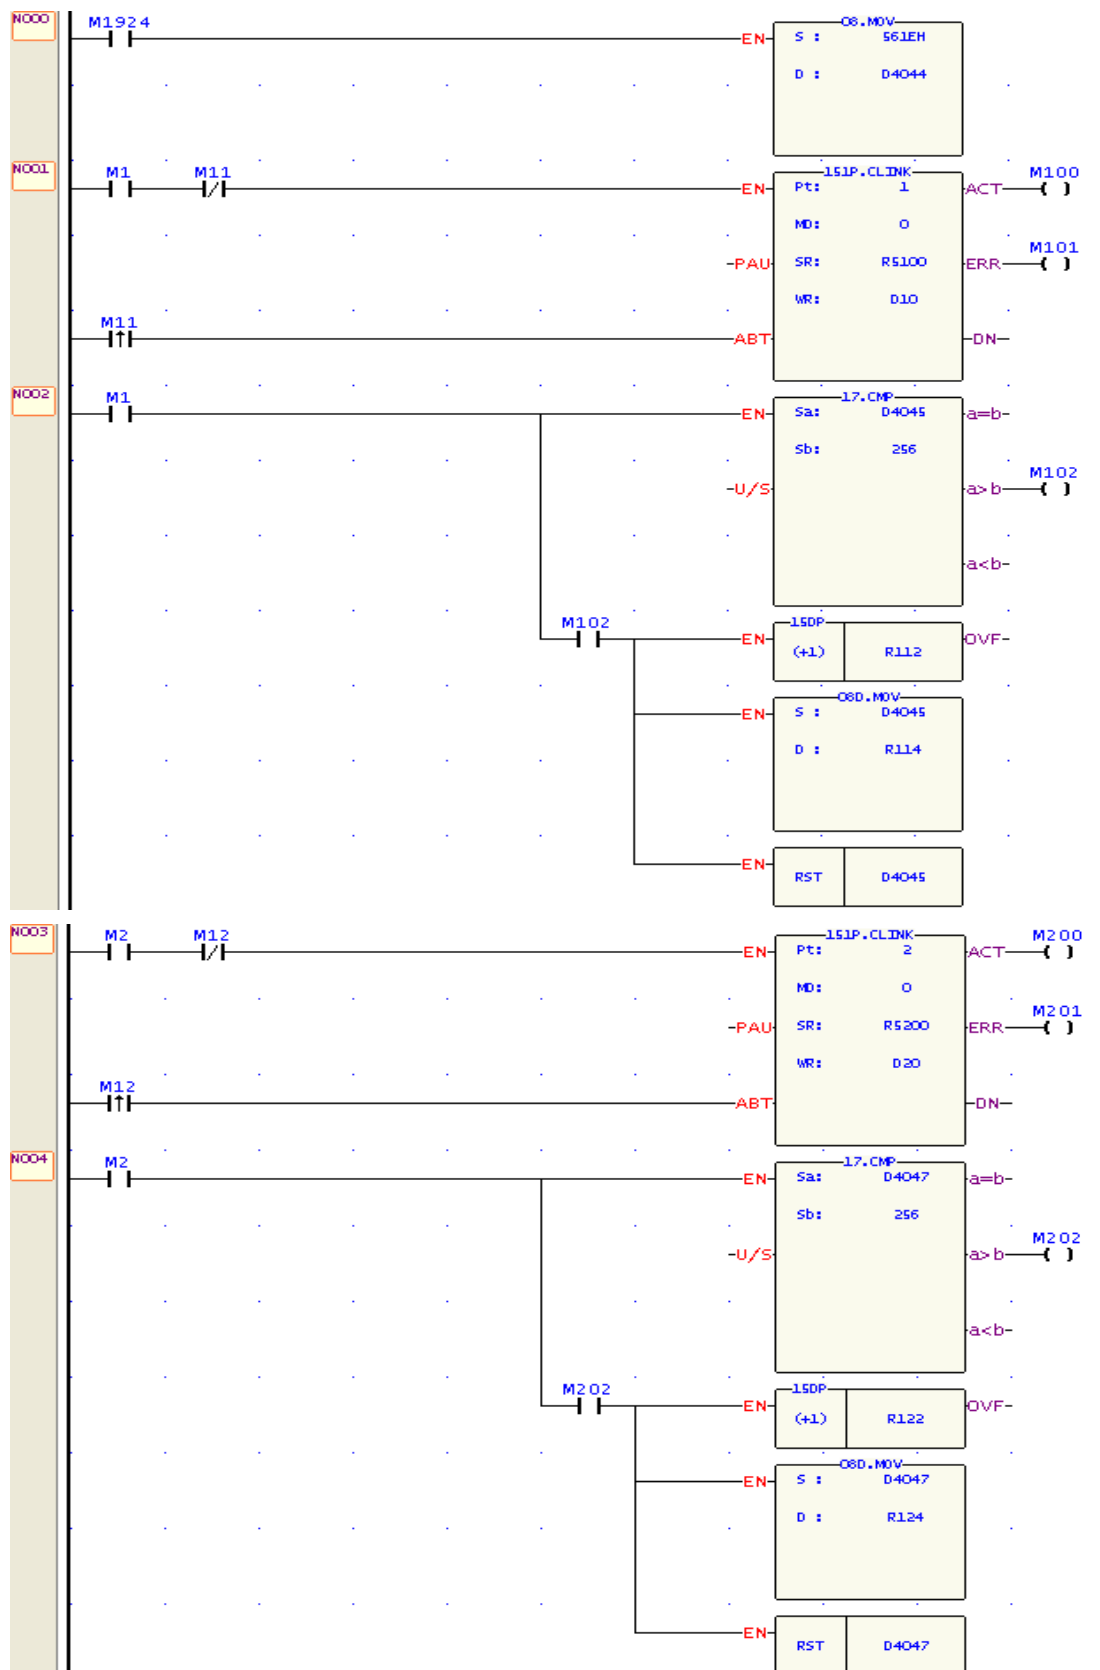 N000
M1924
08.MOV
EN
S : 561EH
D : D4044
N001
M1 M11
151P.CLINK
M100
EN
Pt: 1
ACT ( )
MD: 0
M101
PAU
SR: R5100
ERR ( )
WR: D10
M11
ABT
DN
N002
M1
17.CMP
EN
Sa: D4045
a=b
Sb: 256
M102
U/S
a>b ( )
a<b
M102
15DP
EN
(+1) R112
OVF
08D.MOV
EN
S : D4045
D : R114
EN
RST D4045
N003
M2 M12
151P.CLINK
M200
EN
Pt: 2
ACT ( )
MD: 0
M201
PAU
SR: R5200
ERR ( )
WR: D20
M12
ABT
DN
N004
M2
17.CMP
EN
Sa: D4047
a=b
Sb: 256
M202
U/S
a>b ( )
a<b
M202
15DP
EN
(+1) R122
OVF
08D.MOV
EN
S : D4047
D : R124
EN
RST D4047